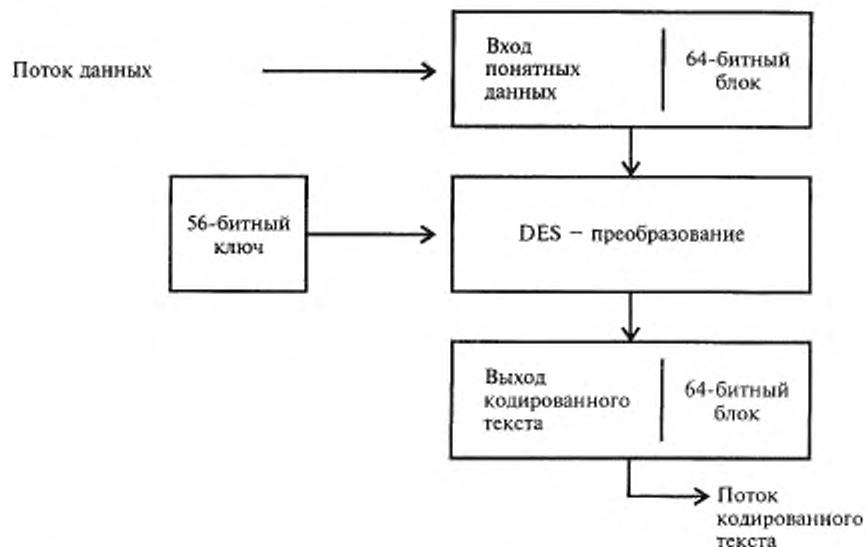 Вход
понятных
данных
64-битный
блок
Поток данных
56-битный
ключ
DES − преобразование
Выход
кодированного
текста
64-битный
блок
Поток
кодированного
текста